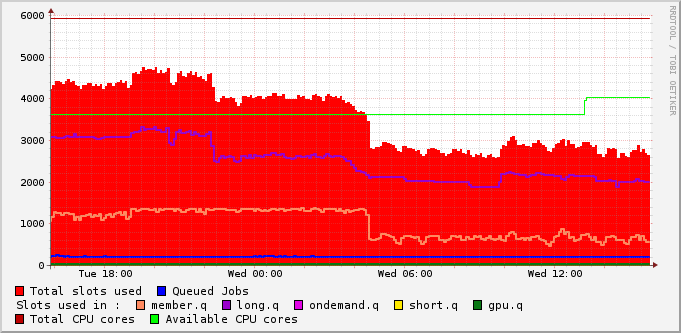 RRDTOOL / TOBI OETIKER
6000
5000
4000
3000
2000
1000
0
Tue 18:00 Wed 00:00 Wed 06:00 Wed 12:00
Total slots used Queued Jobs
Slots used in : member.q long.q ondemand.q short.q gpu.q
Total CPU cores Available CPU cores